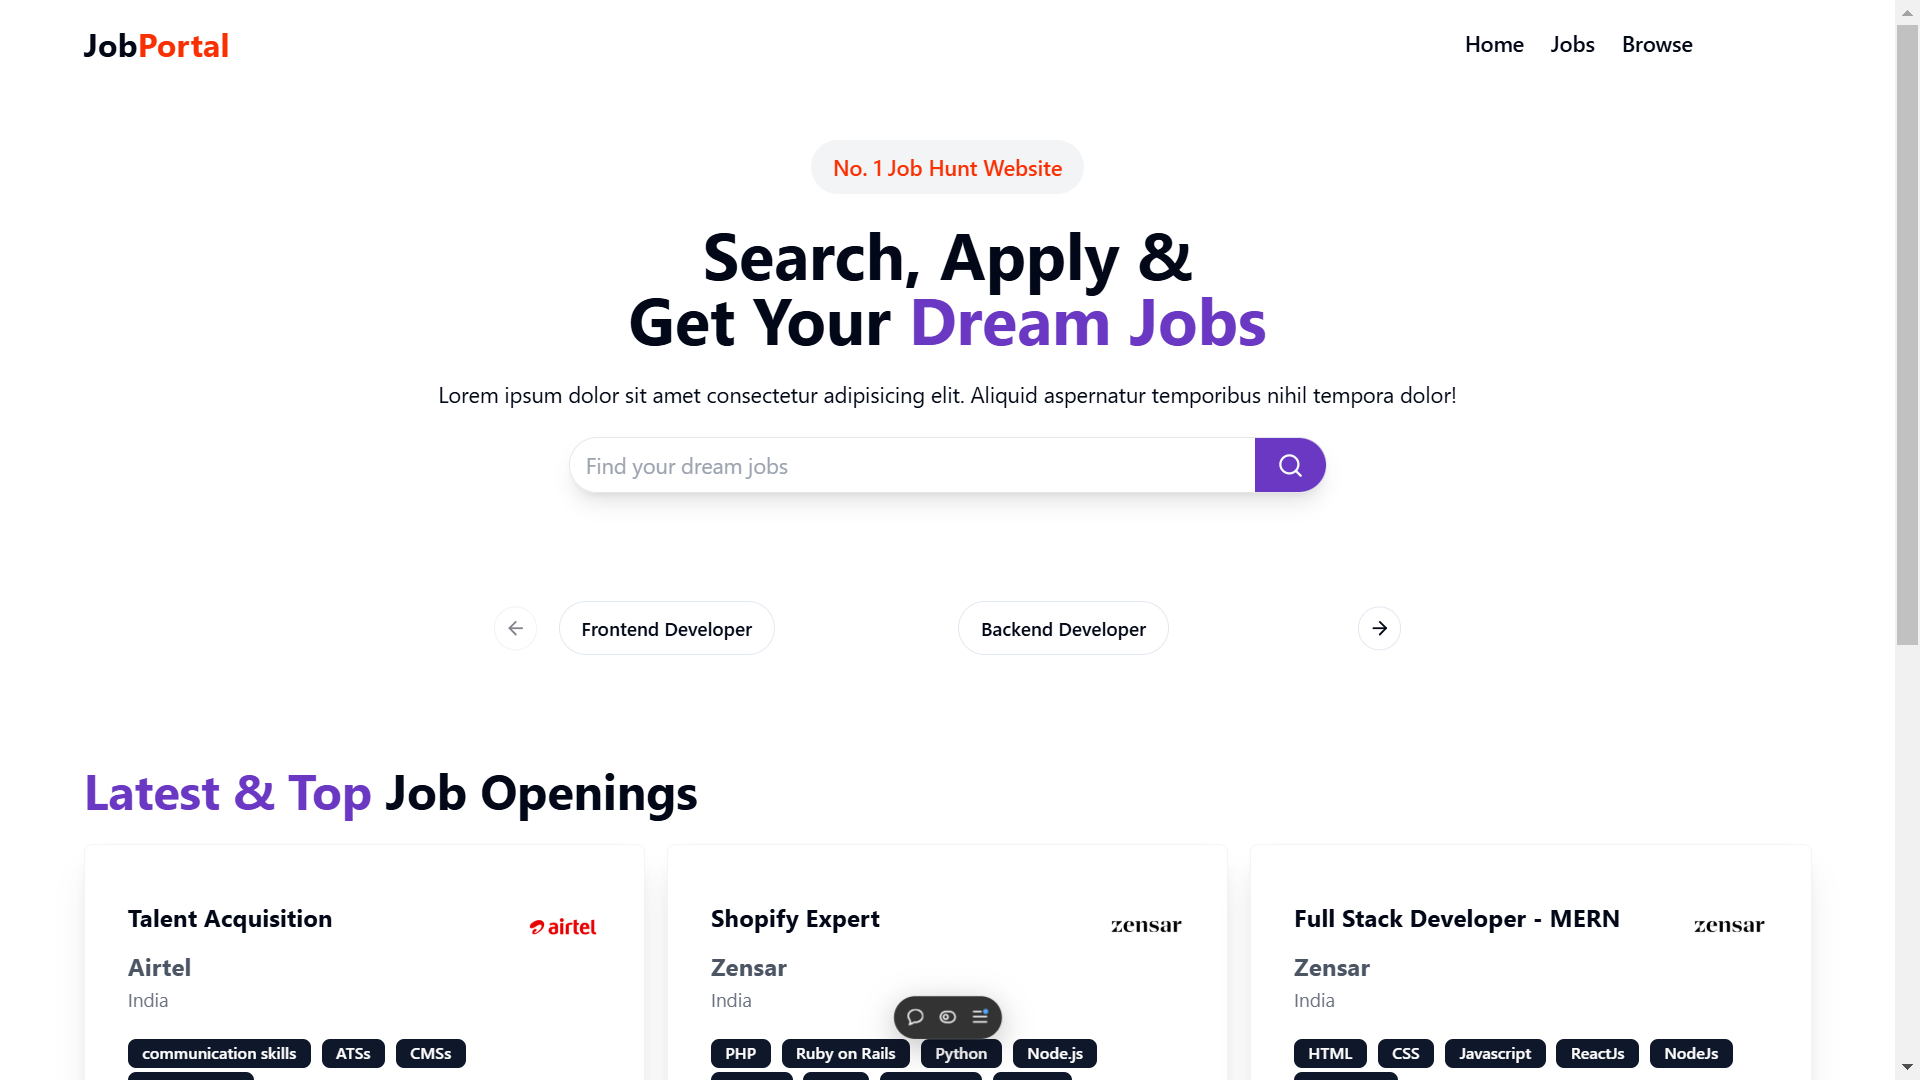 JobPortal
Home Jobs Browse
No. 1 Job Hunt Website
Search, Apply &
Get Your Dream Jobs
Lorem ipsum dolor sit amet consectetur adipisicing elit. Aliquid aspernatur temporibus nihil tempora dolor!
Find your dream jobs
Frontend Developer Backend Developer
Latest & Top Job Openings
Talent Acquisition airtel
Airtel
India
communication skills ATSs CMSs
Shopify Expert zensar
Zensar
India
PHP Ruby on Rails Python Node.js
Full Stack Developer - MERN zensar
Zensar
India
HTML CSS Javascript ReactJs NodeJs